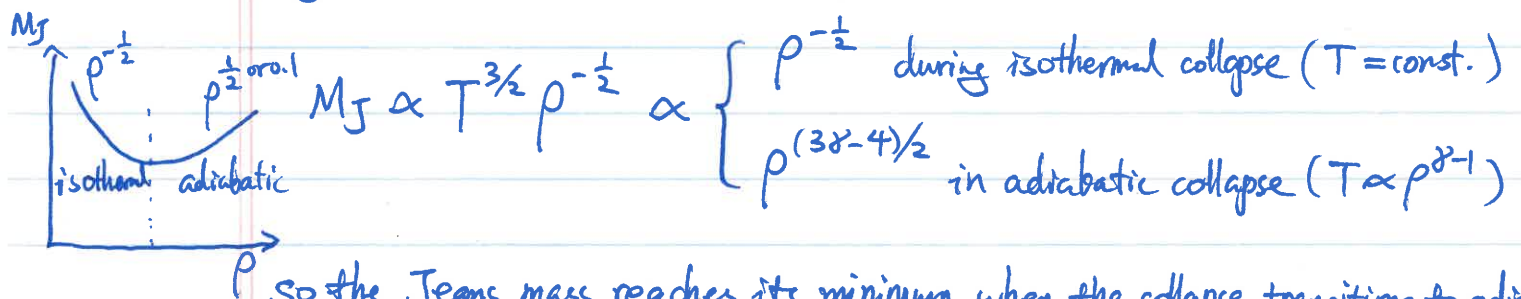 M_J
ρ^{-1/2}
ρ^{1/2 or 0.1}
isothermal adiabatic
ρ
M_J ∝ T^{3/2} ρ^{-1/2} ∝ { ρ^{-1/2} during isothermal collapse (T = const.)
ρ^{(3γ-4)/2} in adiabatic collapse (T ∝ ρ^{γ-1})
so the Jeans mass reaches its minimum when the collapse transitions to